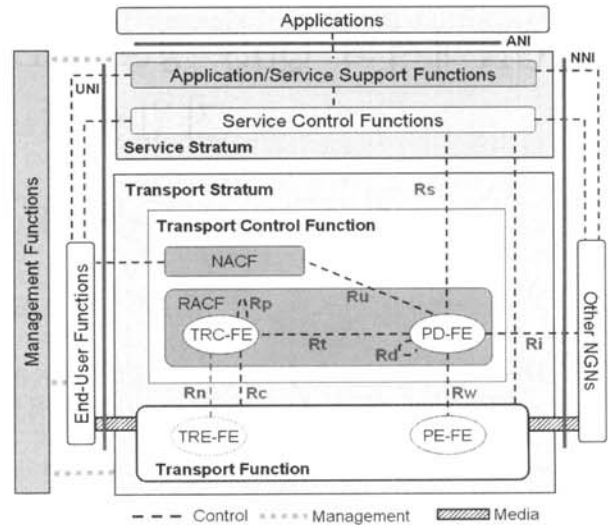 Applications
ANI
NNI
UNI
Application/Service Support Functions
Service Control Functions
Service Stratum
Management Functions
Transport Stratum
Rs
Transport Control Function
NACF
End-User Functions
Other NGNs
RACF
Rp
Ru
TRC-FE
Rt
PD-FE
Rd
Ri
Rn
Rc
Rw
TRE-FE
PE-FE
Transport Function
Control
Management
Media